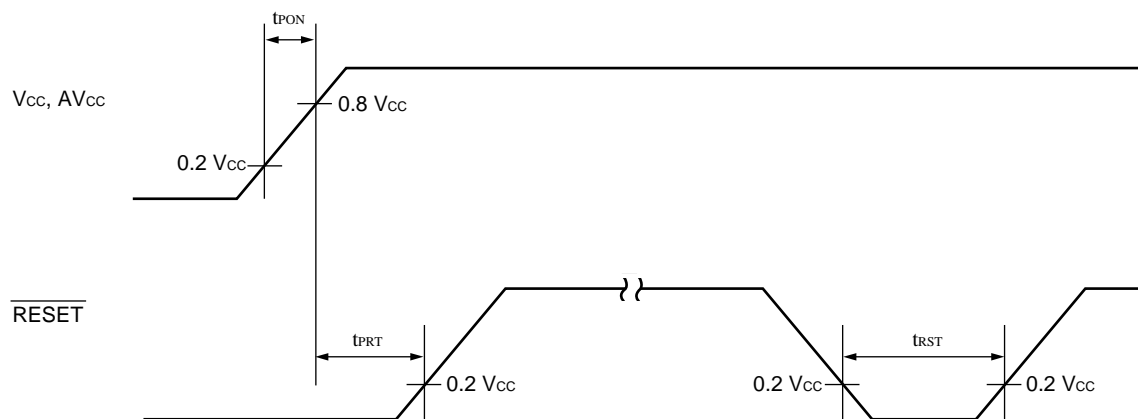 tPON
VCC, AVCC
0.8 VCC
0.2 VCC
RESET
tPRT
tRST
0.2 VCC
0.2 VCC
0.2 VCC